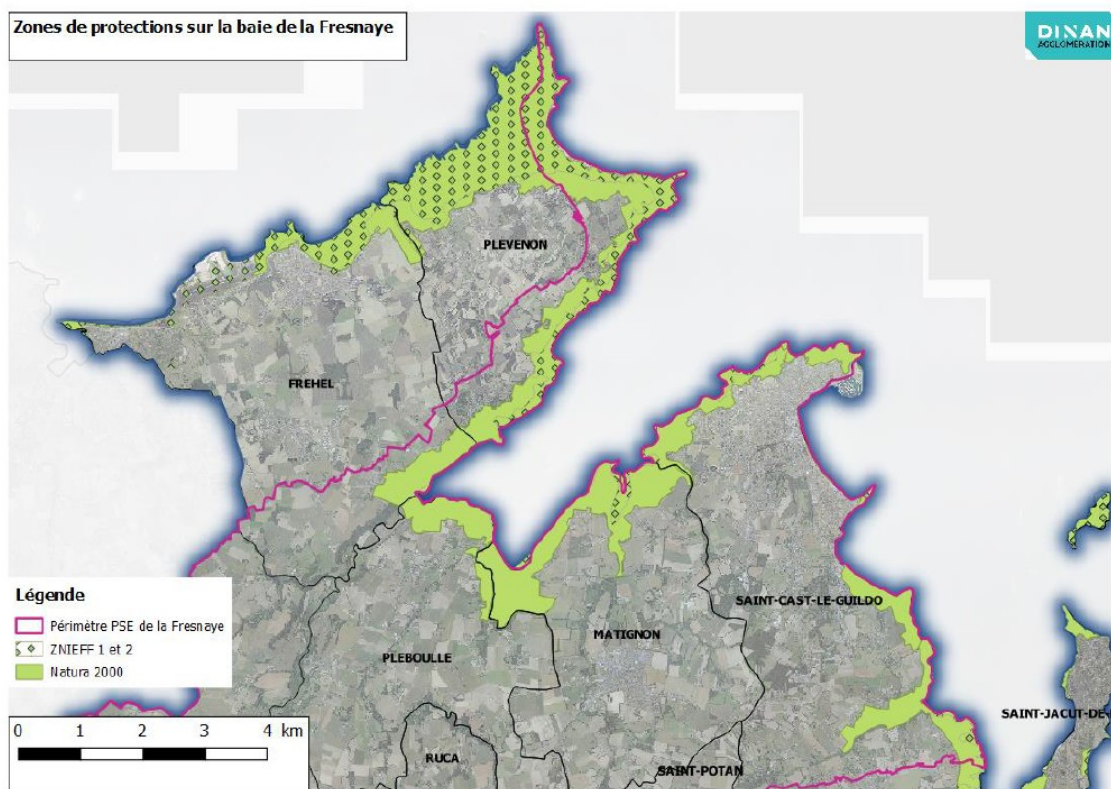 Zones de protections sur la baie de la Fresnaye
DINAN
AGGLOMÉRATION
PLEVENON
FREHEL
SAINT-CAST-LE-GUILDO
MATIGNON
PLEBOULLE
SAINT-JACUT-DE-
RUCA
SAINT-POTAN
Légende
Périmètre PSE de la Fresnaye
ZNIEFF 1 et 2
Natura 2000
0 1 2 3 4 km